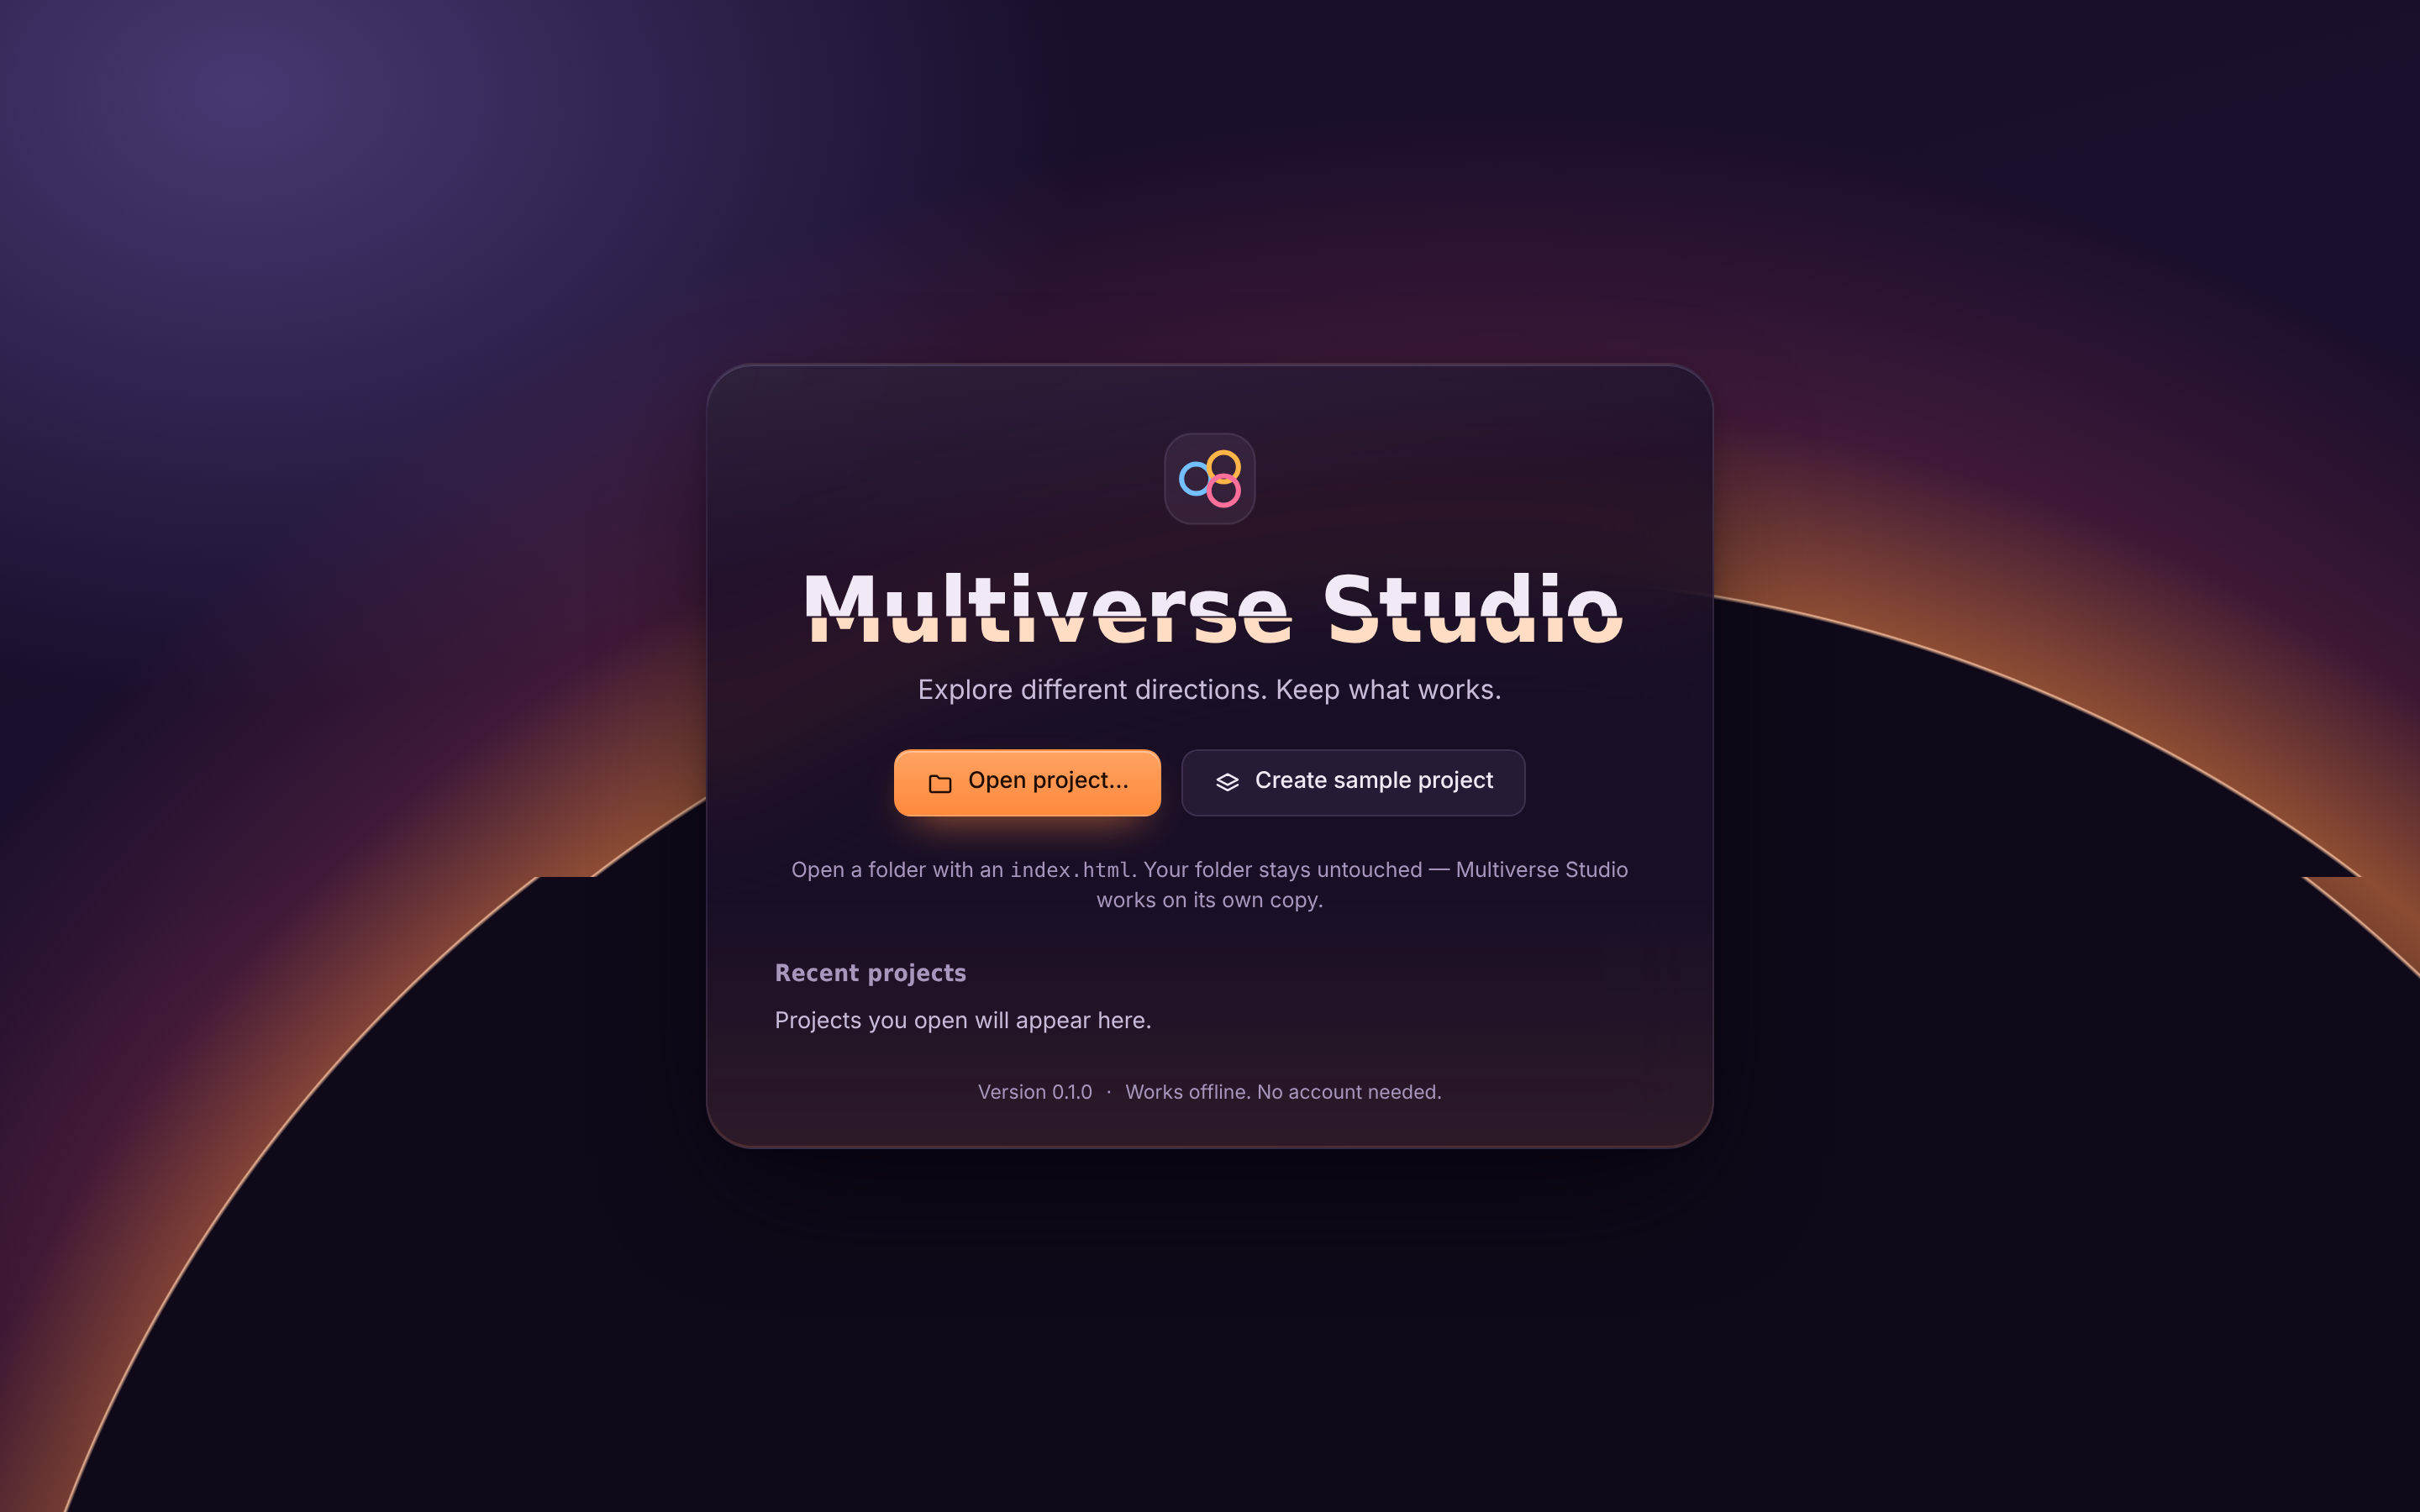 Multiverse Studio
Explore different directions. Keep what works.
Open project...
Create sample project
Open a folder with an index.html. Your folder stays untouched — Multiverse Studio
works on its own copy.
Recent projects
Projects you open will appear here.
Version 0.1.0 · Works offline. No account needed.